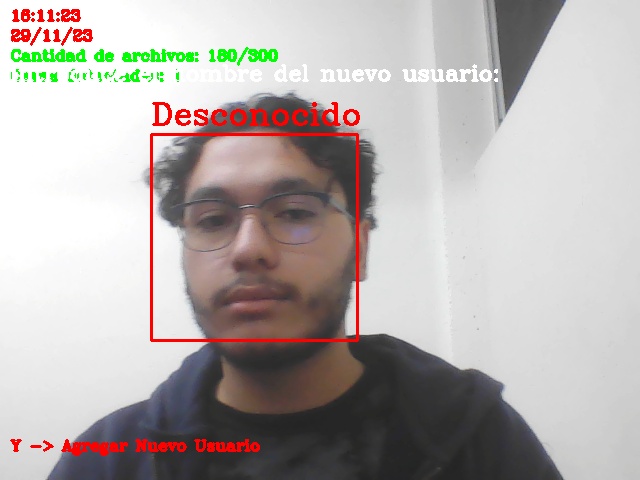 16:11:23
29/11/23
Cantidad de archivos: 180/300
nombre del nuevo usuario:
Desconocido
Y -> Agregar Nuevo Usuario